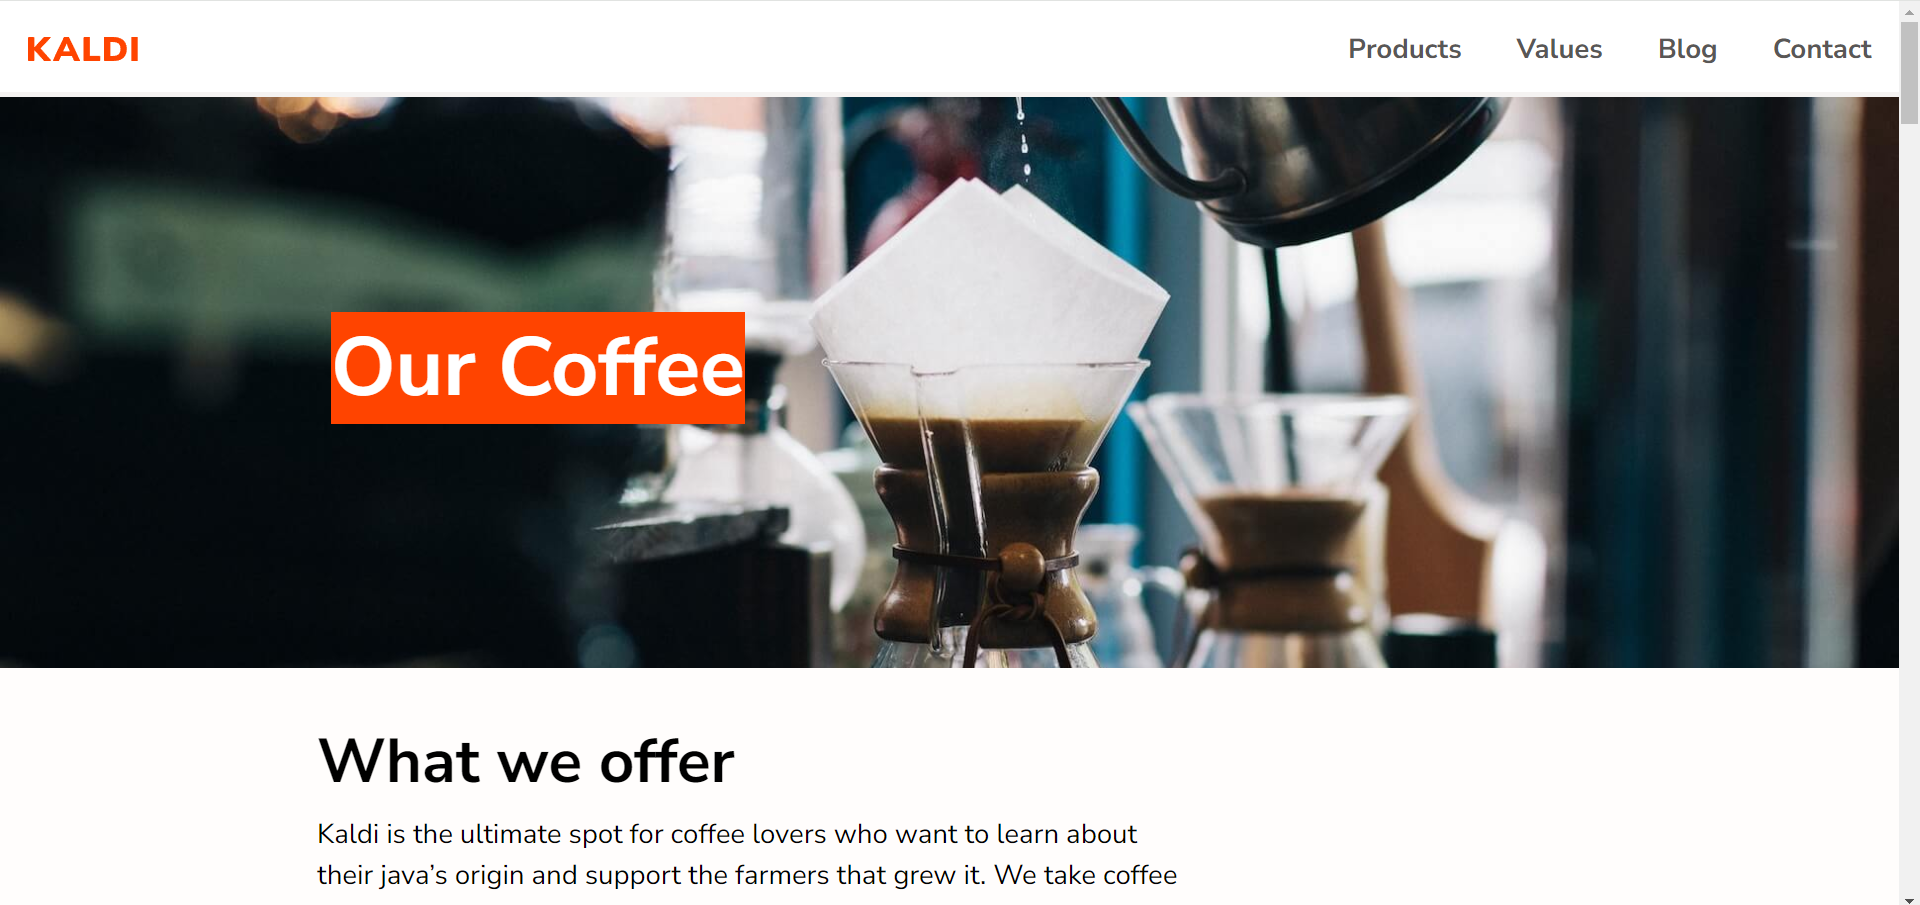 KALDI
Products Values Blog Contact
Our Coffee
What we offer
Kaldi is the ultimate spot for coffee lovers who want to learn about
their java’s origin and support the farmers that grew it. We take coffee